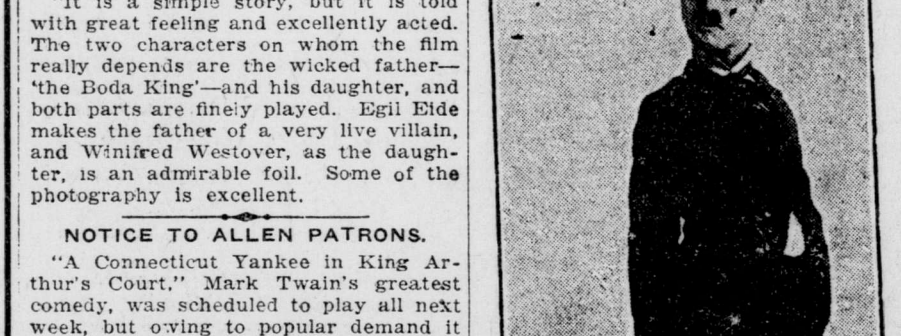 "It is a simple story, but it is told
with great feeling and excellently acted.
The two characters on whom the film
really depends are the wicked father—
'the Boda King'—and his daughter, and
both parts are finely played. Egil Eide
makes the father of a very live villain,
and Winifred Westover, as the daugh-
ter, is an admirable foil. Some of the
photography is excellent.
NOTICE TO ALLEN PATRONS.
"A Connecticut Yankee in King Ar-
thur's Court," Mark Twain's greatest
comedy, was scheduled to play all next
week, but owing to popular demand it